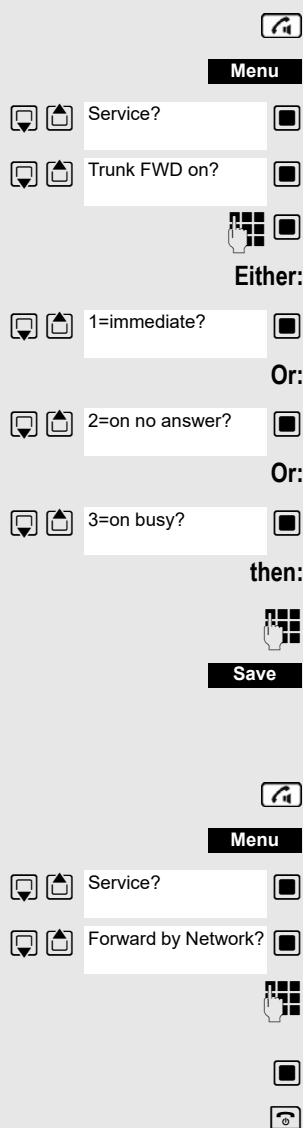 Menu
Service?
Trunk FWD on?
Either:
1=immediate?
Or:
2=on no answer?
Or:
3=on busy?
then:
Save
Menu
Service?
Forward by Network?